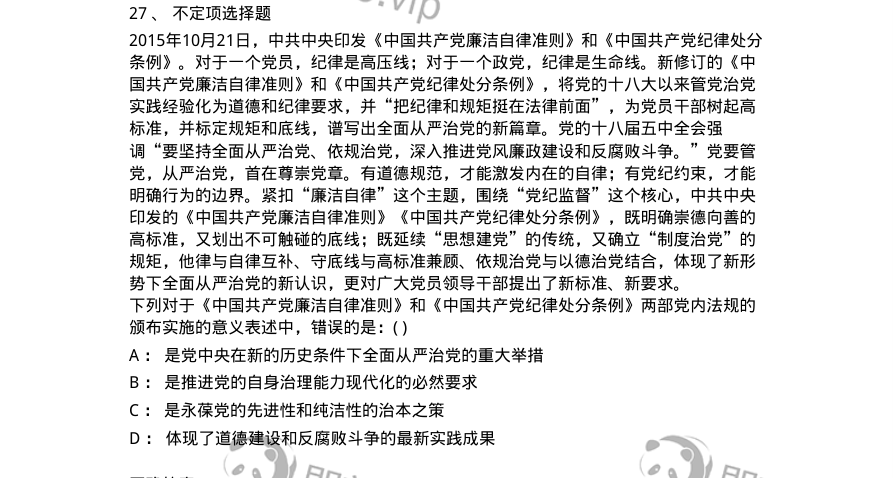 27 、 不定项选择题
2015年10月21日，中共中央印发《中国共产党廉洁自律准则》和《中国共产党纪律处分
条例》。对于一个党员，纪律是高压线；对于一个政党，纪律是生命线。新修订的《中
国共产党廉洁自律准则》和《中国共产党纪律处分条例》，将党的十八大以来管党治党
实践经验化为道德和纪律要求，并“把纪律和规矩挺在法律前面”，为党员干部树起高
标准，并标定规矩和底线，谱写出全面从严治党的新篇章。党的十八届五中全会强
调“要坚持全面从严治党、依规治党，深入推进党风廉政建设和反腐败斗争。”党要管
党，从严治党，首在尊崇党章。有道德规范，才能激发内在的自律；有党纪约束，才能
明确行为的边界。紧扣“廉洁自律”这个主题，围绕“党纪监督”这个核心，中共中央
印发的《中国共产党廉洁自律准则》《中国共产党纪律处分条例》，既明确崇德向善的
高标准，又划出不可触碰的底线；既延续“思想建党”的传统，又确立“制度治党”的
规矩，他律与自律互补、守底线与高标准兼顾、依规治党与以德治党结合，体现了新形
势下全面从严治党的新认识，更对广大党员领导干部提出了新标准、新要求。
下列对于《中国共产党廉洁自律准则》和《中国共产党纪律处分条例》两部党内法规的
颁布实施的意义表述中，错误的是：( )
A ： 是党中央在新的历史条件下全面从严治党的重大举措
B ： 是推进党的自身治理能力现代化的必然要求
C ： 是永葆党的先进性和纯洁性的治本之策
D ： 体现了道德建设和反腐败斗争的最新实践成果